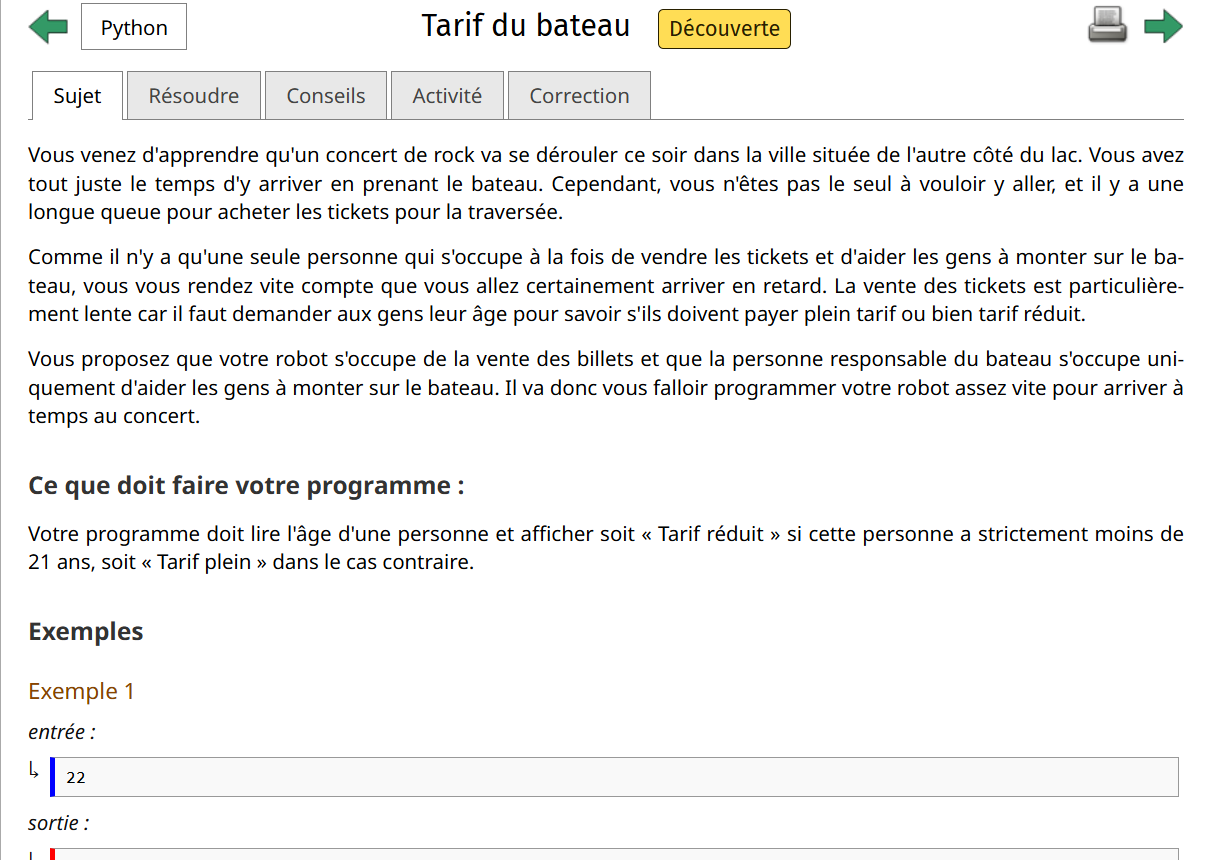 Python
Tarif du bateau
Découverte
Sujet
Résoudre
Conseils
Activité
Correction
Vous venez d'apprendre qu'un concert de rock va se dérouler ce soir dans la ville située de l'autre côté du lac. Vous avez
tout juste le temps d'y arriver en prenant le bateau. Cependant, vous n'êtes pas le seul à vouloir y aller, et il y a une
longue queue pour acheter les tickets pour la traversée.
Comme il n'y a qu'une seule personne qui s'occupe à la fois de vendre les tickets et d'aider les gens à monter sur le ba-
teau, vous vous rendez vite compte que vous allez certainement arriver en retard. La vente des tickets est particulière-
ment lente car il faut demander aux gens leur âge pour savoir s'ils doivent payer plein tarif ou bien tarif réduit.
Vous proposez que votre robot s'occupe de la vente des billets et que la personne responsable du bateau s'occupe uni-
quement d'aider les gens à monter sur le bateau. Il va donc vous falloir programmer votre robot assez vite pour arriver à
temps au concert.
Ce que doit faire votre programme :
Votre programme doit lire l'âge d'une personne et afficher soit « Tarif réduit » si cette personne a strictement moins de
21 ans, soit « Tarif plein » dans le cas contraire.
Exemples
Exemple 1
entrée :
22
sortie :